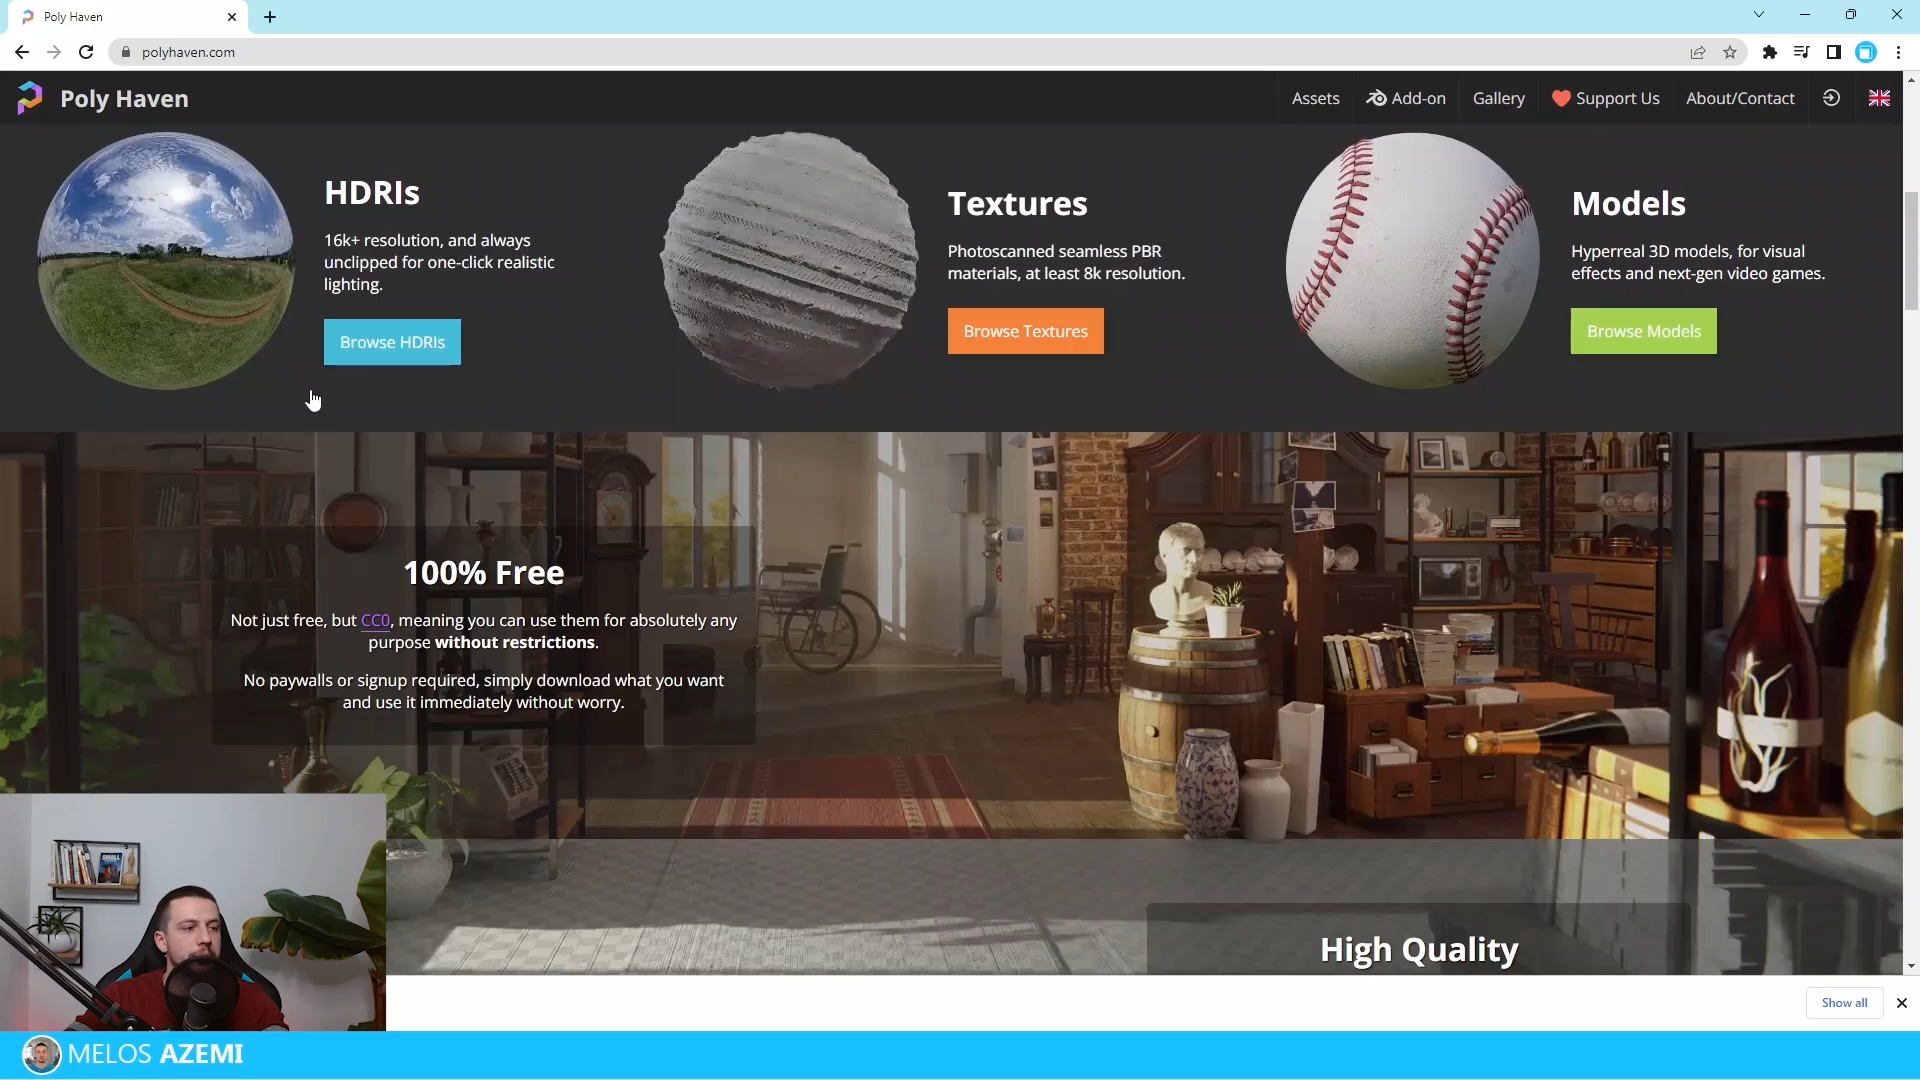 Poly Haven
polyhaven.com
Poly Haven
Assets
Add-on
Gallery
Support Us
About/Contact
HDRIs
16k+ resolution, and always
unclipped for one-click realistic
lighting.
Browse HDRIs
Textures
Photoscanned seamless PBR
materials, at least 8k resolution.
Browse Textures
Models
Hyperreal 3D models, for visual
effects and next-gen video games.
Browse Models
100% Free
Not just free, but CC0, meaning you can use them for absolutely any
purpose without restrictions.
No paywalls or signup required, simply download what you want
and use it immediately without worry.
High Quality
SMALL
Show all
MELOS AZEMI